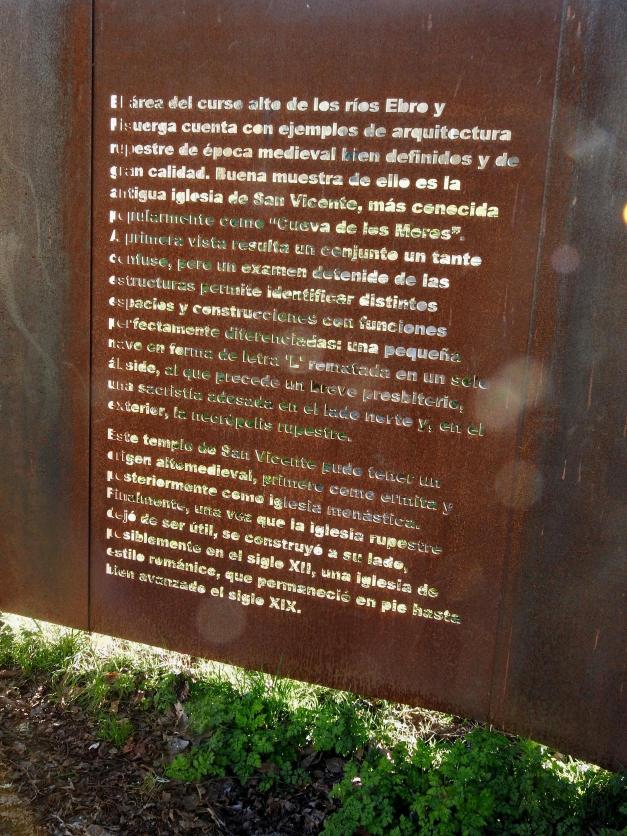 El área del curso alto de los ríos Ebro y
Pisuerga cuenta con ejemplos de arquitectura
rupestre de época medieval bien definidos y de
gran calidad. Buena muestra de ello es la
antigua iglesia de San Vicente, más conocida
popularmente como "Cueva de los Moros".
A primera vista resulta un conjunto un tante
confuso, pero un examen detenido de las
estructuras permite identificar distintos
espacios y construcciones con funciones
perfectamente diferenciadas: una pequeña
nave en forma de letra 'L' rematada en un solo
ábside, al que precede un breve presbiterio,
una sacristía adosada en el lado norte y, en el
exterior, la necrópolis rupestre.
Este templo de San Vicente pudo tener un
origen altomedieval, primero como ermita y
posteriormente como iglesia monástica.
Finalmente, una vez que la iglesia rupestre
dejó de ser útil, se construyó a su lado,
posiblemente en el siglo XII, una iglesia de
estilo románico, que permaneció en pie hasta
bien avanzado el siglo XIX.